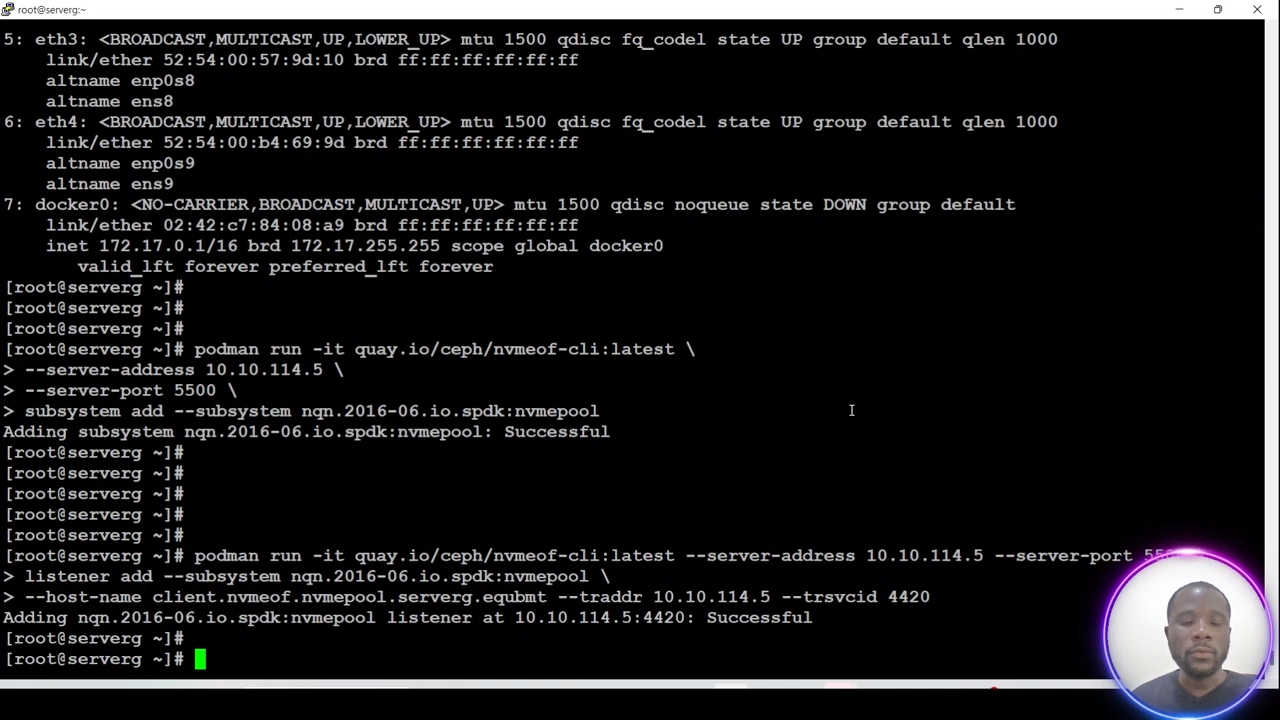 root@serverg:~
5: eth3: <BROADCAST,MULTICAST,UP,LOWER_UP> mtu 1500 qdisc fq_codel state UP group default qlen 1000
link/ether 52:54:00:57:9d:10 brd ff:ff:ff:ff:ff:ff
altname enp0s8
altname ens8
6: eth4: <BROADCAST,MULTICAST,UP,LOWER_UP> mtu 1500 qdisc fq_codel state UP group default qlen 1000
link/ether 52:54:00:b4:69:9d brd ff:ff:ff:ff:ff:ff
altname enp0s9
altname ens9
7: docker0: <NO-CARRIER,BROADCAST,MULTICAST,UP> mtu 1500 qdisc noqueue state DOWN group default
link/ether 02:42:c7:84:08:a9 brd ff:ff:ff:ff:ff:ff
inet 172.17.0.1/16 brd 172.17.255.255 scope global docker0
valid_lft forever preferred_lft forever
[root@serverg ~]#
[root@serverg ~]#
[root@serverg ~]#
[root@serverg ~]# podman run -it quay.io/ceph/nvmeof-cli:latest \
> --server-address 10.10.114.5 \
> --server-port 5500 \
> subsystem add --subsystem nqn.2016-06.io.spdk:nvmepool
Adding subsystem nqn.2016-06.io.spdk:nvmepool: Successful
[root@serverg ~]#
[root@serverg ~]#
[root@serverg ~]#
[root@serverg ~]#
[root@serverg ~]#
[root@serverg ~]# podman run -it quay.io/ceph/nvmeof-cli:latest --server-address 10.10.114.5 --server-port
> listener add --subsystem nqn.2016-06.io.spdk:nvmepool \
> --host-name client.nvmeof.nvmepool.serverg.equbmt --traddr 10.10.114.5 --trsvcid 4420
Adding nqn.2016-06.io.spdk:nvmepool listener at 10.10.114.5:4420: Successful
[root@serverg ~]#
[root@serverg ~]#